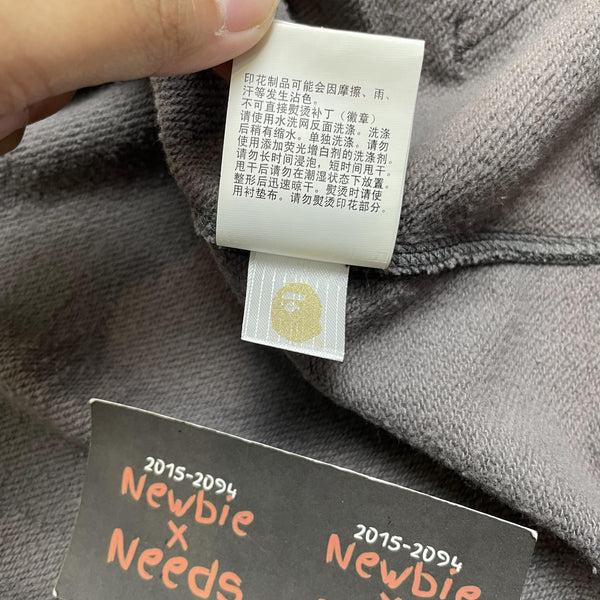 印花制品可能会因摩擦、雨、
汗等发生沾色。
不可直接熨烫补丁（徽章）
请使用水洗网反面洗涤。洗涤
后稍有缩水。单独洗涤。请勿
使用添加荧光增白剂的洗涤剂。
请勿长时间浸泡，短时间甩干。
甩干后请勿在潮湿状态下放置。
整形后迅速晾干。熨烫时请使
用衬垫布。请勿熨烫印花部分。
2015-2094
Newbie
x
Needs
2015-2094
Newbie
x